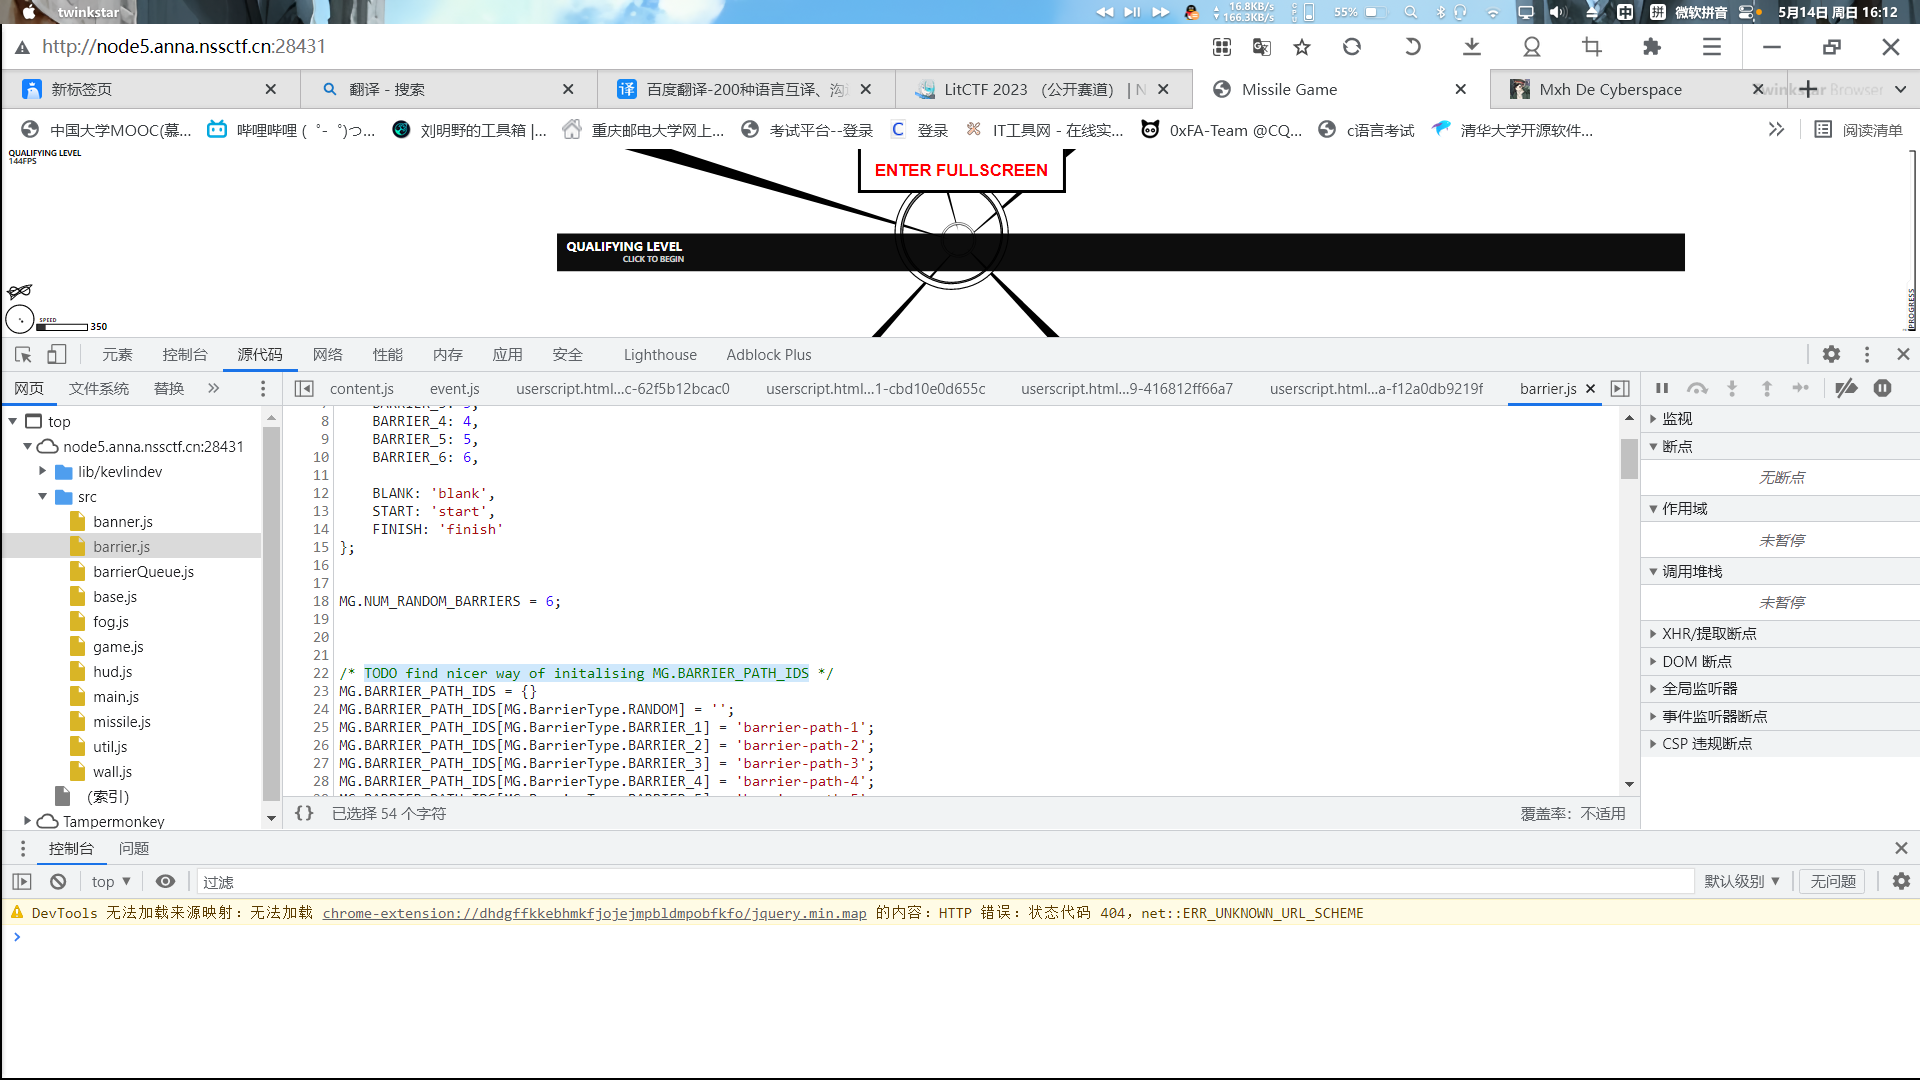 twinkstar
16.8KB/s
166.3KB/s
55%
中
拼
微软拼音
5月14日 周日 16:12
http://node5.anna.nssctf.cn:28431
新标签页
翻译 - 搜索
译
百度翻译-200种语言互译、沟
LitCTF 2023 （公开赛道） | N
Missile Game
Mxh De Cyberspace
中国大学MOOC(慕...
哔哩哔哩 ( ゜- ゜)つ...
刘明野的工具箱 |...
重庆邮电大学网上...
考试平台--登录
登录
IT工具网 - 在线实...
0xFA-Team @CQ...
c语言考试
清华大学开源软件...
阅读清单
QUALIFYING LEVEL
144FPS
ENTER FULLSCREEN
QUALIFYING LEVEL
CLICK TO BEGIN
SPEED
350
PROGRESS
元素
控制台
源代码
网络
性能
内存
应用
安全
Lighthouse
Adblock Plus
网页
文件系统
替换
content.js
event.js
userscript.html...c-62f5b12bcac0
userscript.html...1-cbd10e0d655c
userscript.html...9-416812ff66a7
userscript.html...a-f12a0db9219f
barrier.js
top
node5.anna.nssctf.cn:28431
lib/kevlindev
src
banner.js
barrier.js
barrierQueue.js
base.js
fog.js
game.js
hud.js
main.js
missile.js
util.js
wall.js
(索引)
Tampermonkey
8 BARRIER_4: 4,
9 BARRIER_5: 5,
10 BARRIER_6: 6,
11
12 BLANK: 'blank',
13 START: 'start',
14 FINISH: 'finish'
15 };
16
17
18 MG.NUM_RANDOM_BARRIERS = 6;
19
20
21
22 /* TODO find nicer way of initalising MG.BARRIER_PATH_IDS */
23 MG.BARRIER_PATH_IDS = {}
24 MG.BARRIER_PATH_IDS[MG.BarrierType.RANDOM] = '';
25 MG.BARRIER_PATH_IDS[MG.BarrierType.BARRIER_1] = 'barrier-path-1';
26 MG.BARRIER_PATH_IDS[MG.BarrierType.BARRIER_2] = 'barrier-path-2';
27 MG.BARRIER_PATH_IDS[MG.BarrierType.BARRIER_3] = 'barrier-path-3';
28 MG.BARRIER_PATH_IDS[MG.BarrierType.BARRIER_4] = 'barrier-path-4';
{} 已选择 54 个字符
覆盖率：不适用
监视
断点
无断点
作用域
未暂停
调用堆栈
未暂停
XHR/提取断点
DOM 断点
全局监听器
事件监听器断点
CSP 违规断点
控制台
问题
top
过滤
默认级别
无问题
DevTools 无法加载来源映射：无法加载 chrome-extension://dhdgffkkebhmkfjojejmpbldmpobfkfo/jquery.min.map 的内容：HTTP 错误：状态代码 404，net::ERR_UNKNOWN_URL_SCHEME